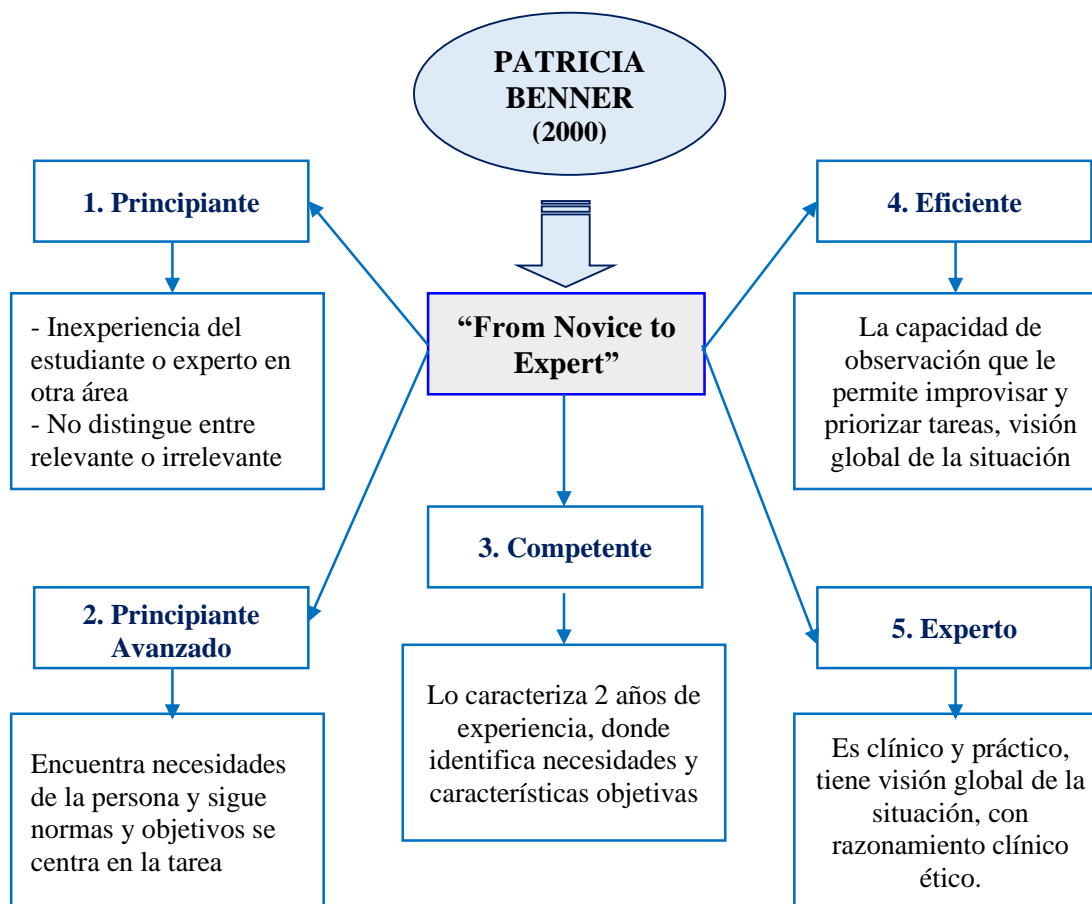 PATRICIA
BENNER
(2000)
1. Principiante
4. Eficiente
- Inexperiencia del
estudiante o experto en
otra área
- No distingue entre
relevante o irrelevante
“From Novice to
Expert”
La capacidad de
observación que le
permite improvisar y
priorizar tareas, visión
global de la situación
3. Competente
2. Principiante
Avanzado
5. Experto
Encuentra necesidades
de la persona y sigue
normas y objetivos se
centra en la tarea
Lo caracteriza 2 años de
experiencia, donde
identifica necesidades y
características objetivas
Es clínico y práctico,
tiene visión global de la
situación, con
razonamiento clínico
ético.